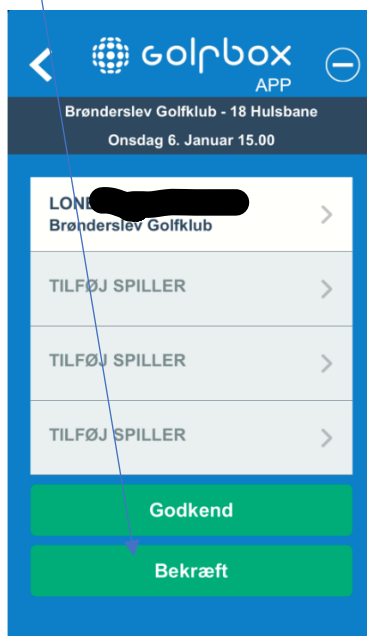 GOLFBOX
APP
Brønderslev Golfklub - 18 Hulsbane
Onsdag 6. Januar 15.00
LONE
Brønderslev Golfklub
TILFØJ SPILLER
TILFØJ SPILLER
TILFØJ SPILLER
Godkend
Bekræft